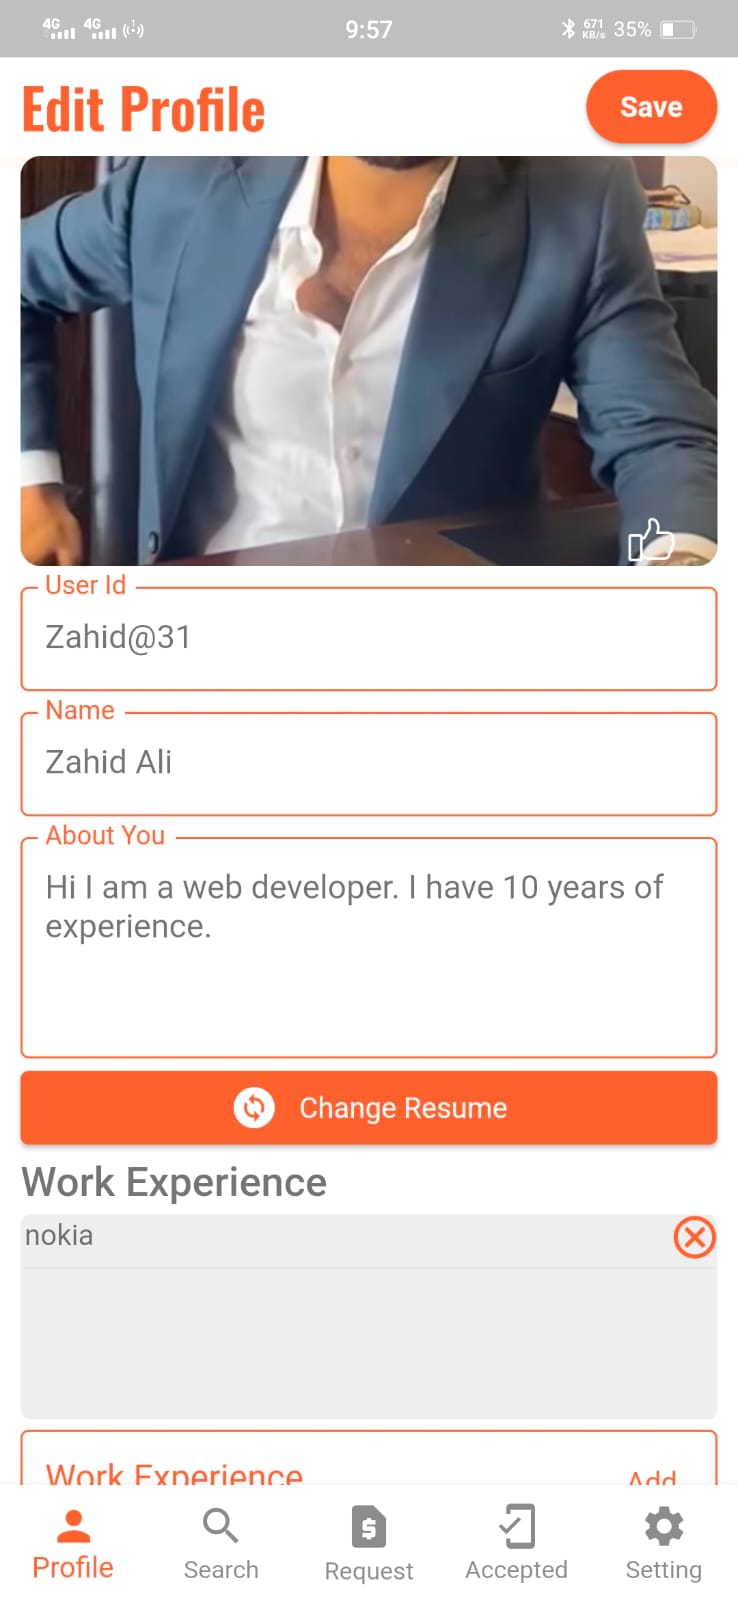 4G 4G 9:57 671 KB/s 35%
Edit Profile Save
User Id
Zahid@31
Name
Zahid Ali
About You
Hi I am a web developer. I have 10 years of
experience.
Change Resume
Work Experience
nokia
Work Experience Add
Profile Search Request Accepted Setting